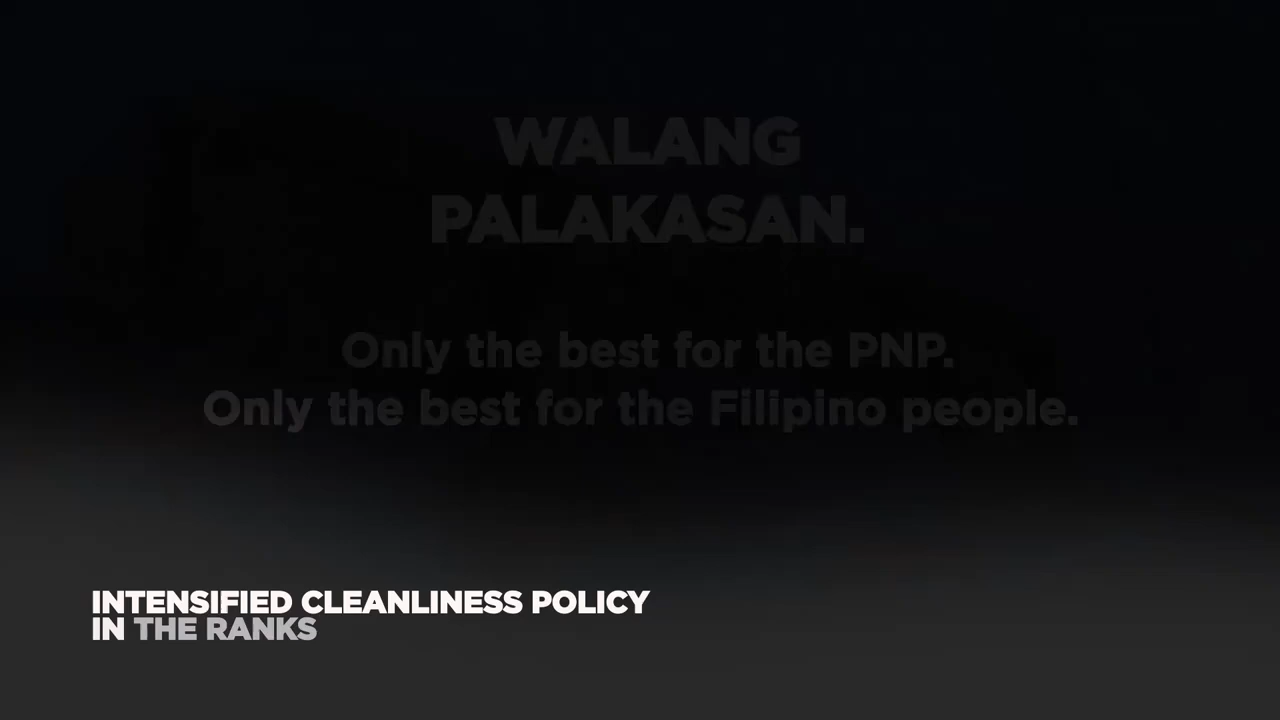 WALANG
PALAKASAN.
Only the best for the PNP.
Only the best for the Filipino people.
INTENSIFIED CLEANLINESS POLICY
IN THE RANKS